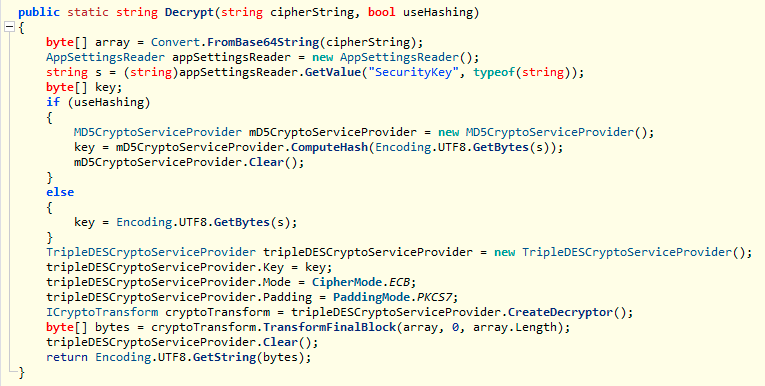 public static string Decrypt(string cipherString, bool useHashing)
{
    byte[] array = Convert.FromBase64String(cipherString);
    AppSettingsReader appSettingsReader = new AppSettingsReader();
    string s = (string)appSettingsReader.GetValue("SecurityKey", typeof(string));
    byte[] key;
    if (useHashing)
    {
        MD5CryptoServiceProvider mD5CryptoServiceProvider = new MD5CryptoServiceProvider();
        key = mD5CryptoServiceProvider.ComputeHash(Encoding.UTF8.GetBytes(s));
        mD5CryptoServiceProvider.Clear();
    }
    else
    {
        key = Encoding.UTF8.GetBytes(s);
    }
    TripleDESCryptoServiceProvider tripleDESCryptoServiceProvider = new TripleDESCryptoServiceProvider();
    tripleDESCryptoServiceProvider.Key = key;
    tripleDESCryptoServiceProvider.Mode = CipherMode.ECB;
    tripleDESCryptoServiceProvider.Padding = PaddingMode.PKCS7;
    ICryptoTransform cryptoTransform = tripleDESCryptoServiceProvider.CreateDecryptor();
    byte[] bytes = cryptoTransform.TransformFinalBlock(array, 0, array.Length);
    tripleDESCryptoServiceProvider.Clear();
    return Encoding.UTF8.GetString(bytes);
}